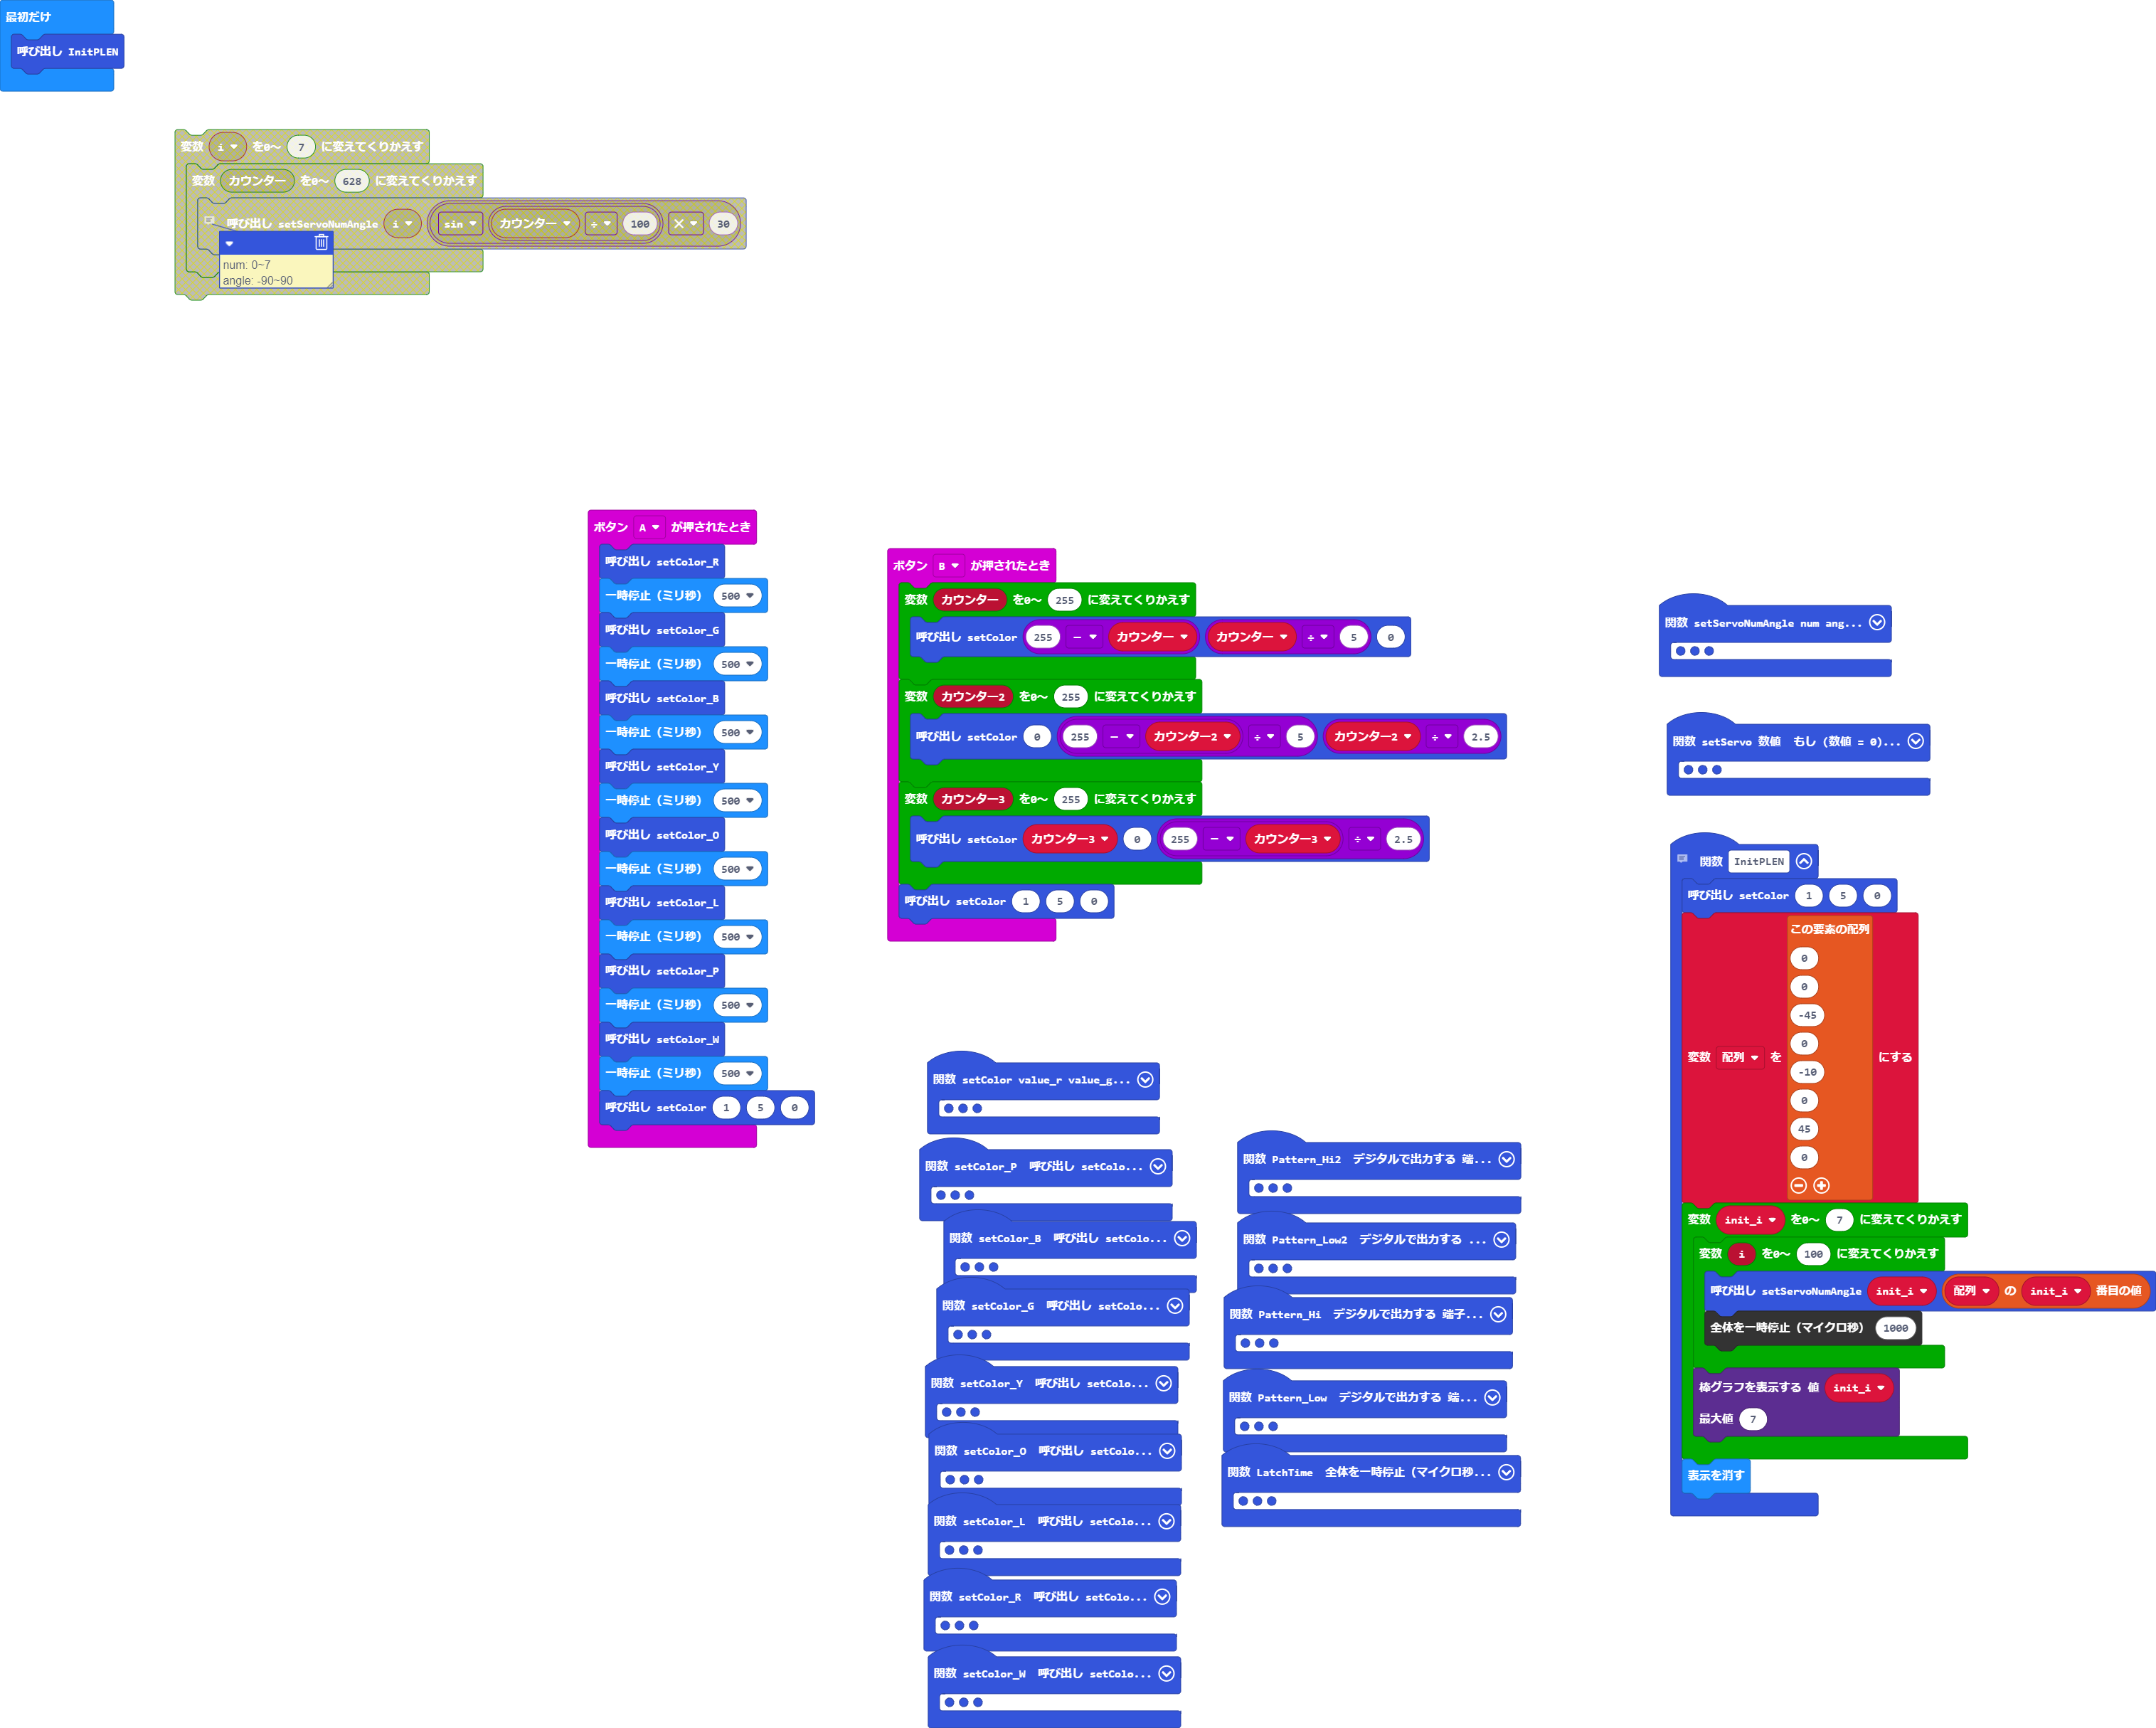 最初だけ
呼び出し InitPLEN
変数 i を0～ 7 に変えてくりかえす
変数 カウンター を0～ 628 に変えてくりかえす
呼び出し setServoNumAngle i sin カウンター ÷ 100 × 30
num: 0~7
angle: -90~90
ボタン A が押されたとき
呼び出し setColor_R
一時停止（ミリ秒） 500
呼び出し setColor_G
一時停止（ミリ秒） 500
呼び出し setColor_B
一時停止（ミリ秒） 500
呼び出し setColor_Y
一時停止（ミリ秒） 500
呼び出し setColor_O
一時停止（ミリ秒） 500
呼び出し setColor_L
一時停止（ミリ秒） 500
呼び出し setColor_P
一時停止（ミリ秒） 500
呼び出し setColor_W
一時停止（ミリ秒） 500
呼び出し setColor 1 5 0
ボタン B が押されたとき
変数 カウンター を0～ 255 に変えてくりかえす
呼び出し setColor 255 - カウンター カウンター ÷ 5 0
変数 カウンター2 を0～ 255 に変えてくりかえす
呼び出し setColor 0 255 - カウンター2 ÷ 5 カウンター2 ÷ 2.5
変数 カウンター3 を0～ 255 に変えてくりかえす
呼び出し setColor カウンター3 0 255 - カウンター3 ÷ 2.5
呼び出し setColor 1 5 0
関数 setColor value_r value_g...
関数 setColor_P 呼び出し setColo...
関数 setColor_B 呼び出し setColo...
関数 setColor_G 呼び出し setColo...
関数 setColor_Y 呼び出し setColo...
関数 setColor_O 呼び出し setColo...
関数 setColor_L 呼び出し setColo...
関数 setColor_R 呼び出し setColo...
関数 setColor_W 呼び出し setColo...
関数 Pattern_Hi2 デジタルで出力する 端...
関数 Pattern_Low2 デジタルで出力する ...
関数 Pattern_Hi デジタルで出力する 端子...
関数 Pattern_Low デジタルで出力する 端...
関数 LatchTime 全体を一時停止（マイクロ秒...
関数 setServoNumAngle num ang...
関数 setServo 数値 もし (数値 = 0)...
関数 InitPLEN
呼び出し setColor 1 5 0
この要素の配列
0
0
-45
0
変数 配列 を にする
-10
0
45
0
変数 init_i を0～ 7 に変えてくりかえす
変数 i を0～ 100 に変えてくりかえす
呼び出し setServoNumAngle init_i 配列 の init_i 番目の値
全体を一時停止（マイクロ秒） 1000
棒グラフを表示する 値 init_i
最大値 7
表示を消す